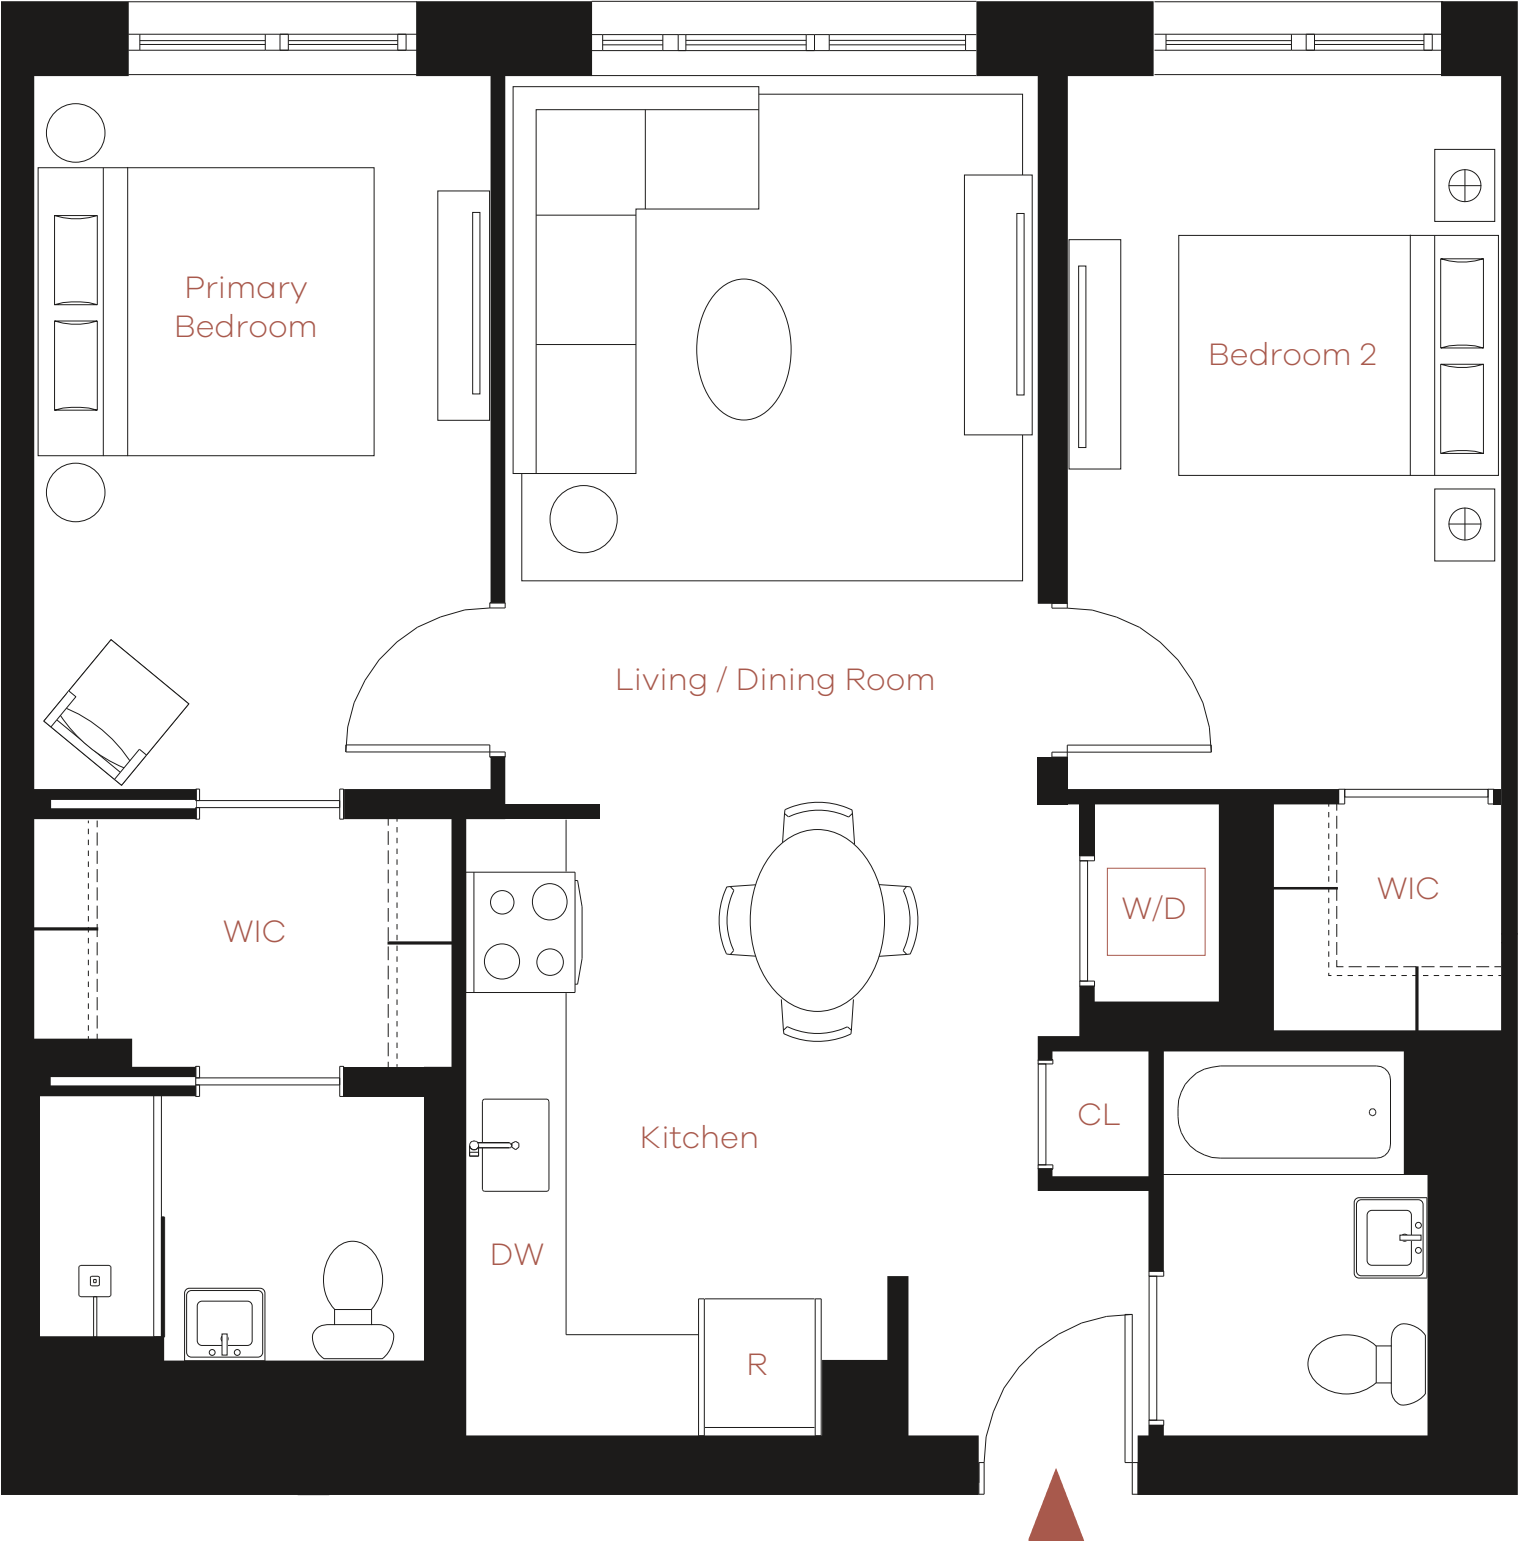 Primary
Bedroom
Bedroom 2
Living / Dining Room
WIC
W/D
WIC
CL
Kitchen
DW
R